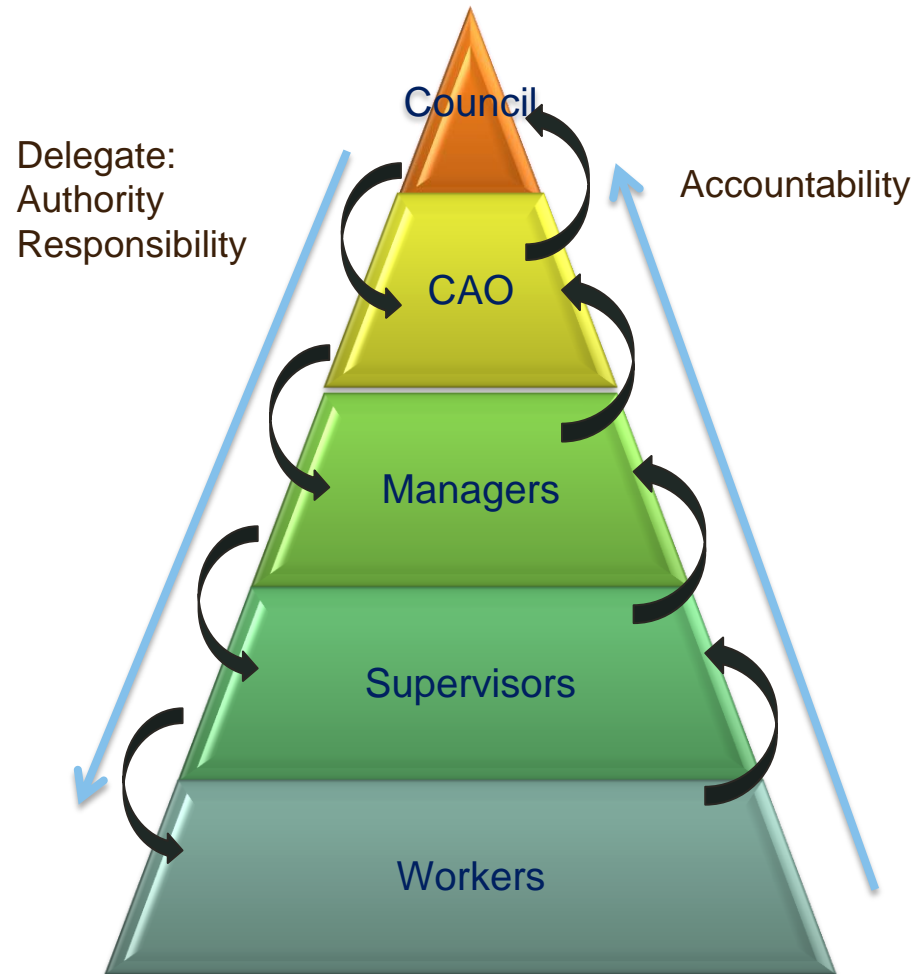 Council
Delegate:
Authority
Responsibility
Accountability
CAO
Managers
Supervisors
Workers